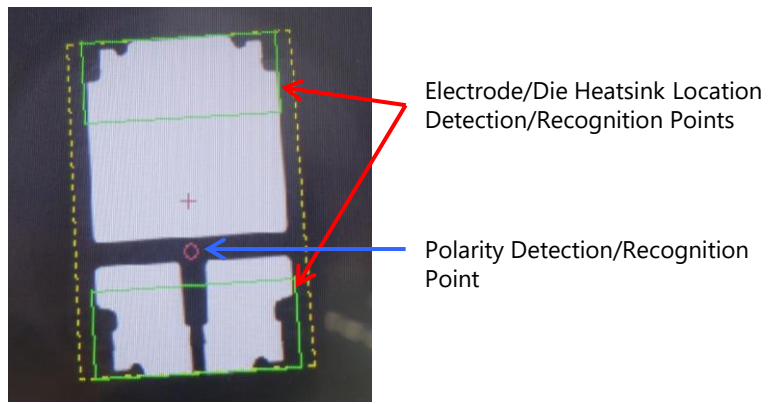 Electrode/Die Heatsink Location
Detection/Recognition Points
Polarity Detection/Recognition
Point